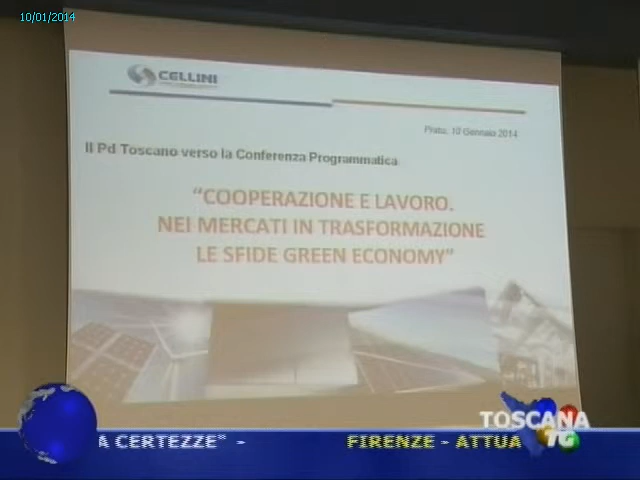 10/01/2014
CELLINI
Prato, 10 Gennaio 2014
Il Pd Toscano verso la Conferenza Programmatica
"COOPERAZIONE E LAVORO.
NEI MERCATI IN TRASFORMAZIONE
LE SFIDE GREEN ECONOMY"
TOSCANA
TG
A CERTEZZE" - FIRENZE - ATTUA